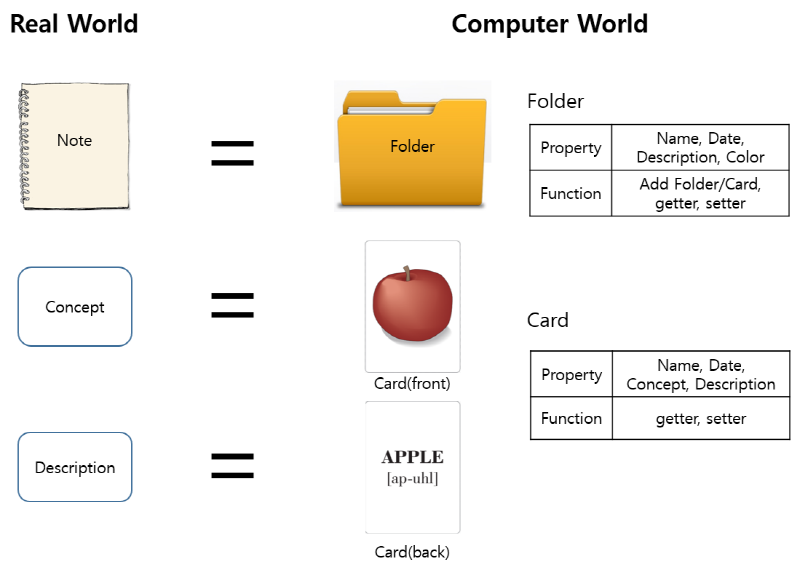 Real World
Computer World
Note
Folder
Folder
Property
Name, Date,
Description, Color
Function
Add Folder/Card,
getter, setter
Concept
Card(front)
Card
Property
Name, Date,
Concept, Description
Function
getter, setter
Description
APPLE
[ap-uhl]
Card(back)